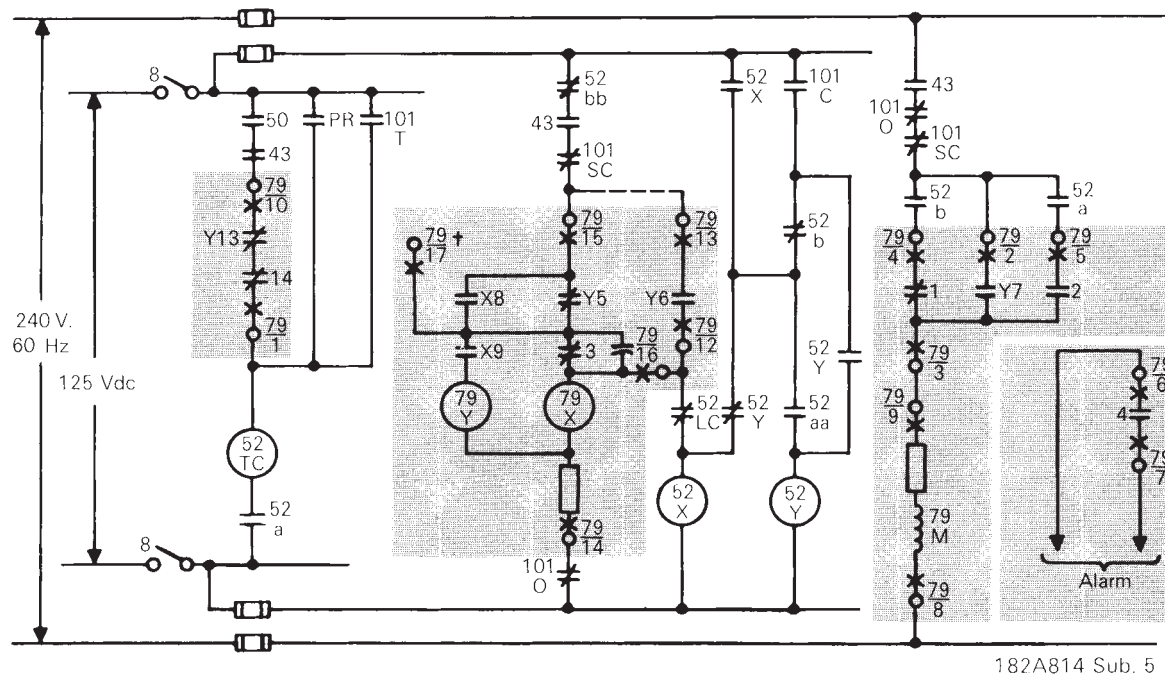 8
50
PR
101
T
43
79
10
Y13
14
79
1
240 V.
60 Hz
125 Vdc
52
TC
52
a
8
52
bb
43
101
SC
79
15
79 †
17
X8
Y5
X9
3
79
16
79
Y
79
X
79
14
101
O
79
13
Y6
79
12
52
LC
52
X
52
X
52
Y
101
C
52
b
52
Y
52
aa
52
Y
43
101
O
101
SC
52
b
52
a
79
4
79
2
79
5
1
Y7
2
79
3
79
9
79
M
79
8
4
Alarm
182A814 Sub. 5